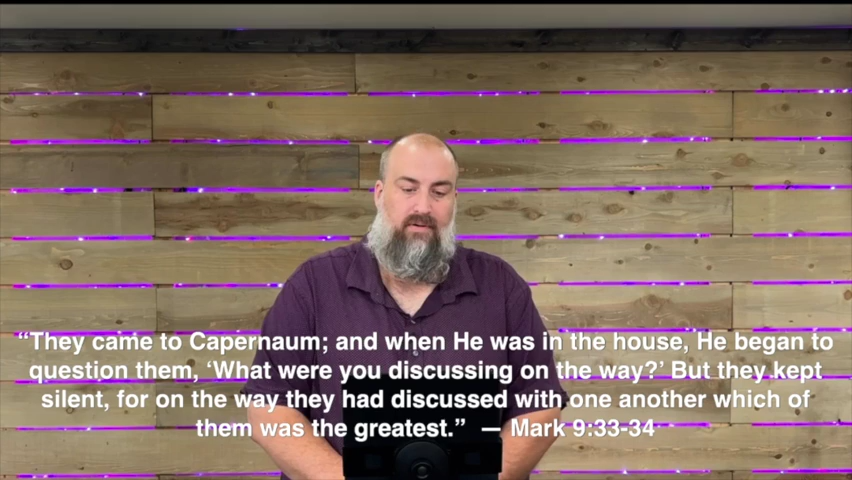 “They came to Capernaum; and when He was in the house, He began to
question them, ‘What were you discussing on the way?’ But they kept
silent, for on the way they had discussed with one another which of
them was the greatest.” — Mark 9:33-34